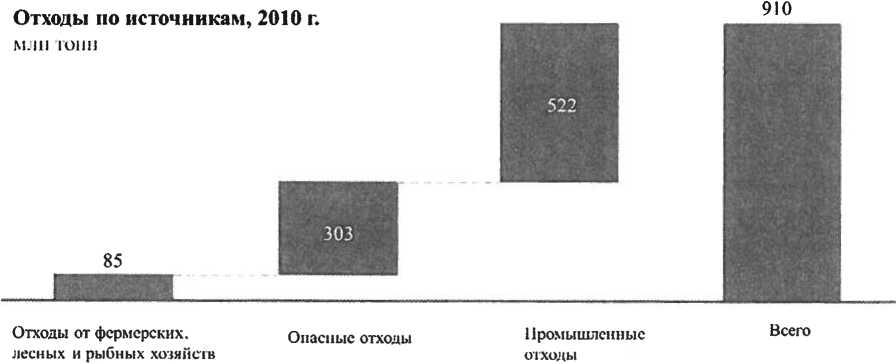 Отходы по источникам, 2010 г.
млн тонн
910
522
303
85
Отходы от фермерских,
лесных и рыбных хозяйств
Опасные отходы
Промышленные
отходы
Всего